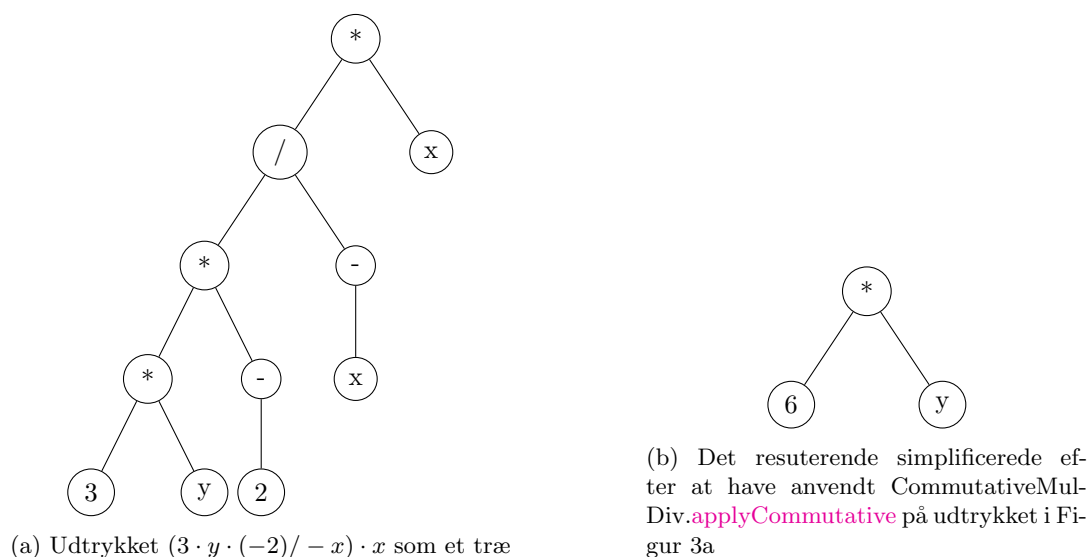 *
/
x
*
-
*
-
x
3
y
2
(a) Udtrykket (3 · y · (−2)/ − x) · x som et træ
*
6
y
(b) Det resuterende simplificerede ef-
ter at have anvendt CommutativeMul-
Div.applyCommutative på udtrykket i Fi-
gur 3a